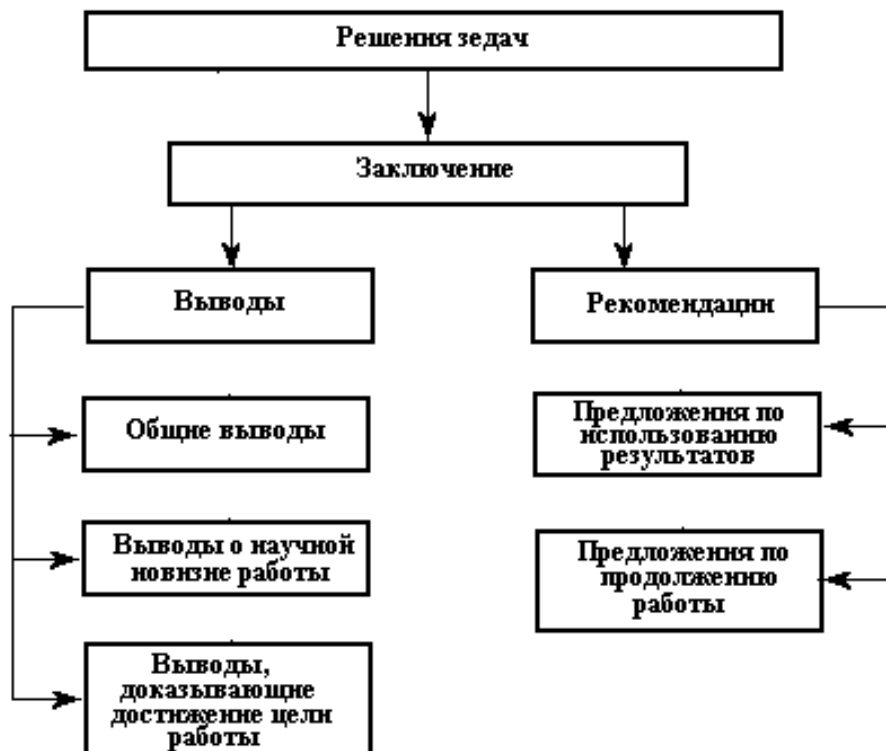 Решения зедач
Заключение
Выводы
Рекомендации
Общие выводы
Предложения по
использованию
результатов
Выводы о научной
новизне работы
Предложения по
продолжению
работы
Выводы,
доказывающие
достижение цели
работы